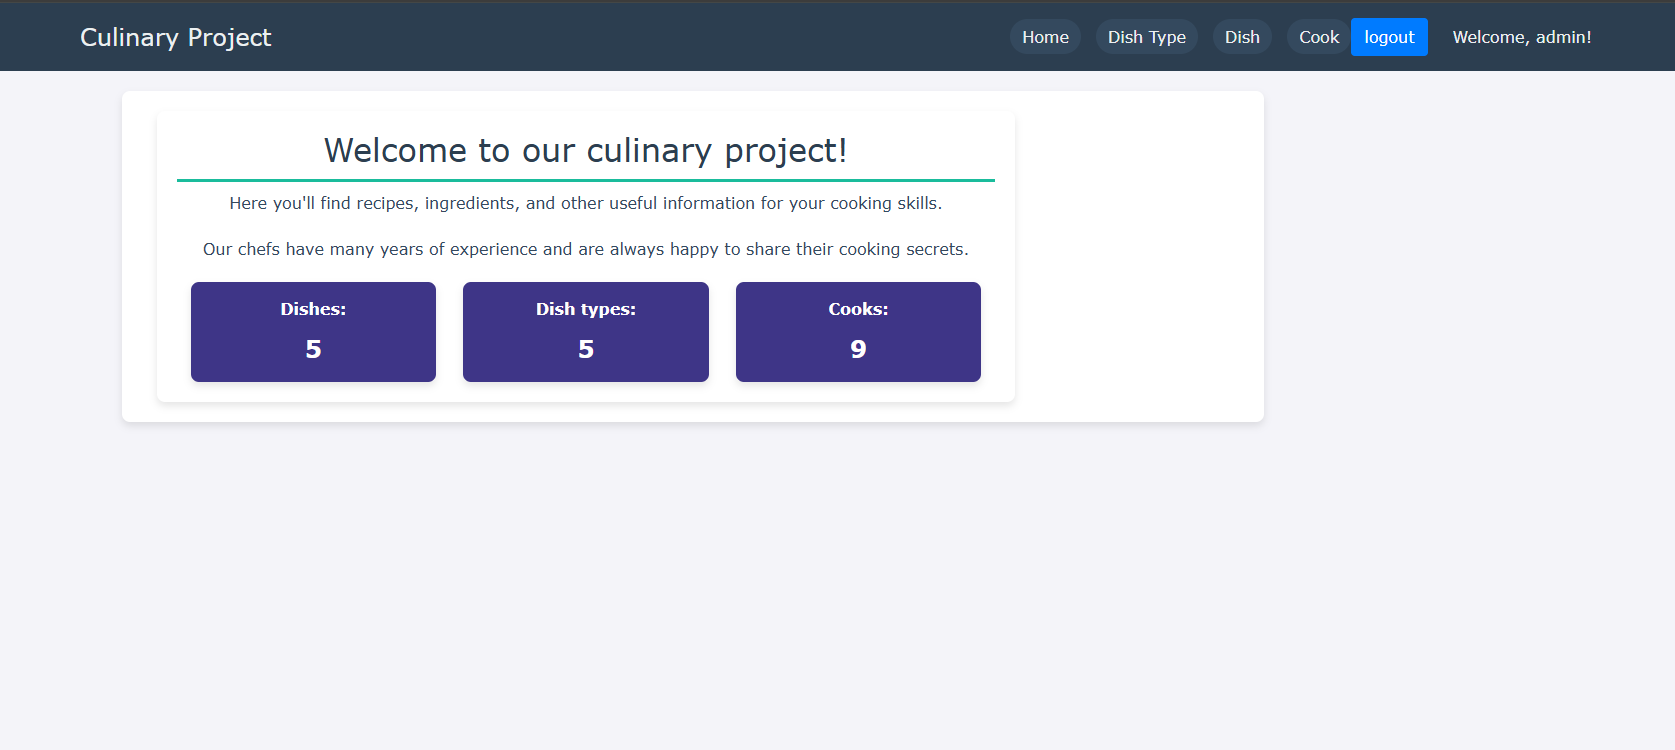 Culinary Project
Home
Dish Type
Dish
Cook
logout
Welcome, admin!
Welcome to our culinary project!
Here you'll find recipes, ingredients, and other useful information for your cooking skills.
Our chefs have many years of experience and are always happy to share their cooking secrets.
Dishes:
5
Dish types:
5
Cooks:
9